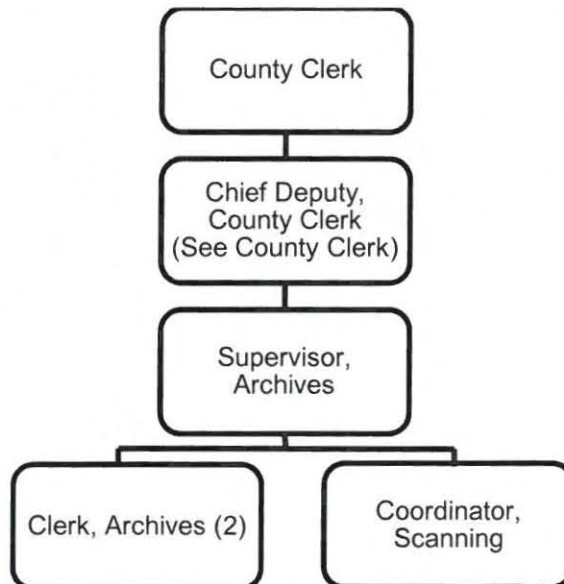 County Clerk
Chief Deputy,
County Clerk
(See County Clerk)
Supervisor,
Archives
Clerk, Archives (2)
Coordinator,
Scanning